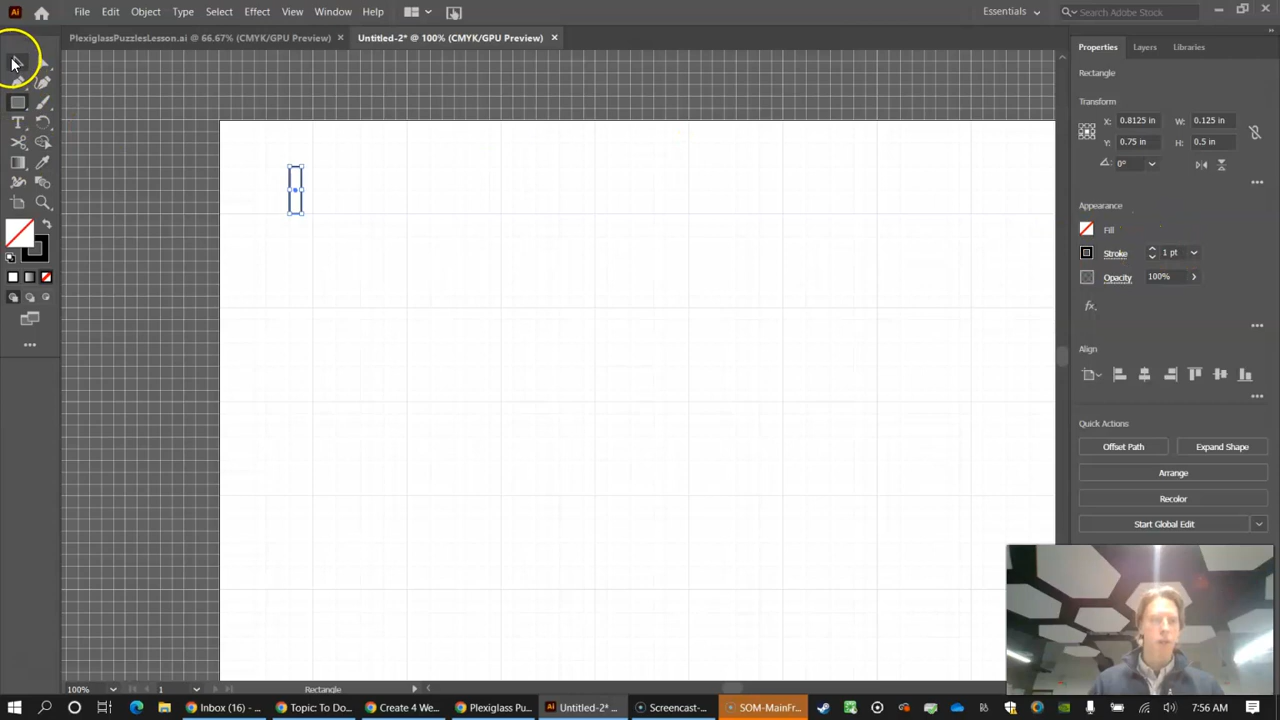 Ai File Edit Object Type Select Effect View Window Help Essentials Search Adobe Stock
PlexiglassPuzzlesLesson.ai @ 66.67% (CMYK/GPU Preview) × Untitled-2* @ 100% (CMYK/GPU Preview) ×
Properties Layers Libraries
Rectangle
Transform
X: 0.8125 in W: 0.125 in
Y: 0.75 in H: 0.5 in
0°
Appearance
Fill
Stroke 1 pt
Opacity 100%
fx.
Align
Quick Actions
Offset Path Expand Shape
Arrange
Recolor
Start Global Edit
100% 1 Rectangle
Inbox (16) - ... Topic To Do... Create 4 We... Plexiglass Pu... Ai Untitled-2* ... Screencast-... SOM-MainFr... 7:56 AM